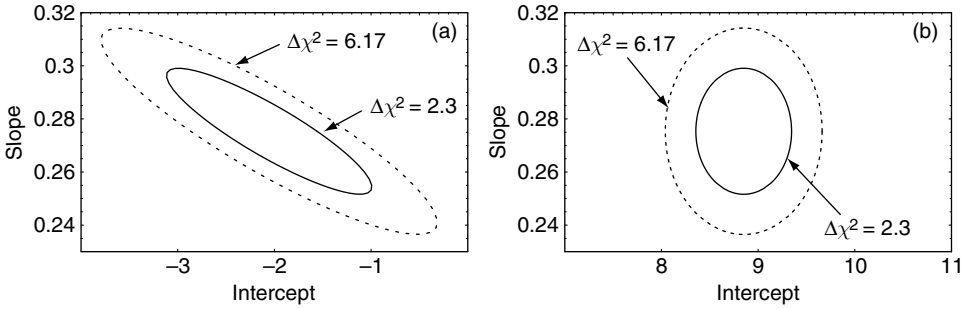 (a)
Δχ² = 6.17
Δχ² = 2.3
Slope
0.32
0.3
0.28
0.26
0.24
–3
–2
–1
Intercept
(b)
Δχ² = 6.17
Δχ² = 2.3
Slope
0.32
0.3
0.28
0.26
0.24
8
9
10
11
Intercept